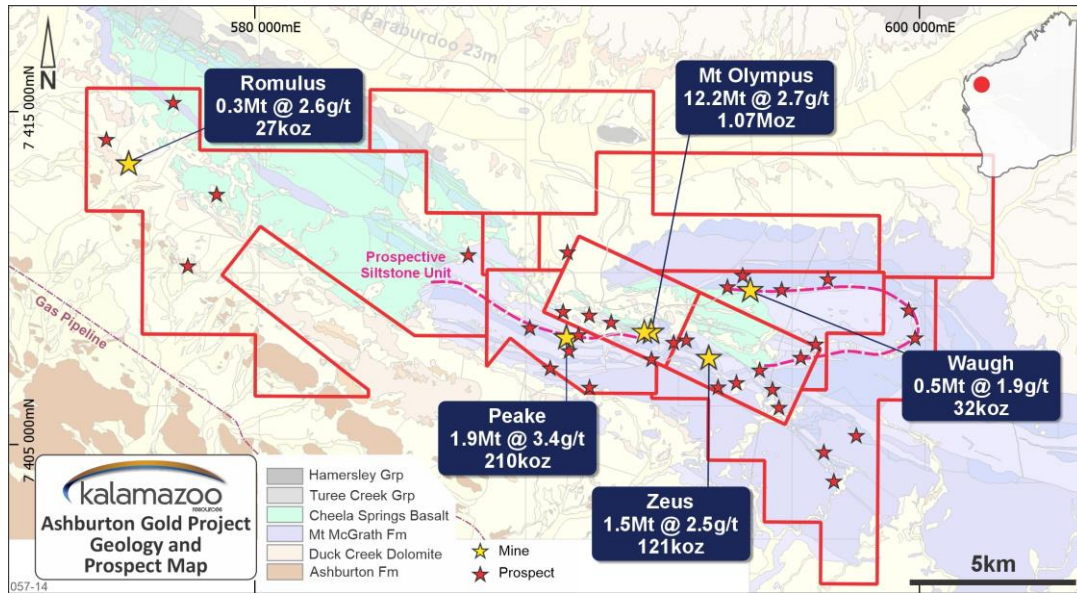 580 000mE
600 000mE
Paraburdoo 23m
N
7 415 000mN
7 405 000mN
Romulus
0.3Mt @ 2.6g/t
27koz
Mt Olympus
12.2Mt @ 2.7g/t
1.07Moz
Prospective
Siltstone Unit
Gas Pipeline
Waugh
0.5Mt @ 1.9g/t
32koz
Peake
1.9Mt @ 3.4g/t
210koz
Zeus
1.5Mt @ 2.5g/t
121koz
kalamazoo
resources
Ashburton Gold Project
Geology and
Prospect Map
Hamersley Grp
Turee Creek Grp
Cheela Springs Basalt
Mt McGrath Fm
Duck Creek Dolomite
Ashburton Fm
Mine
Prospect
5km
057-14